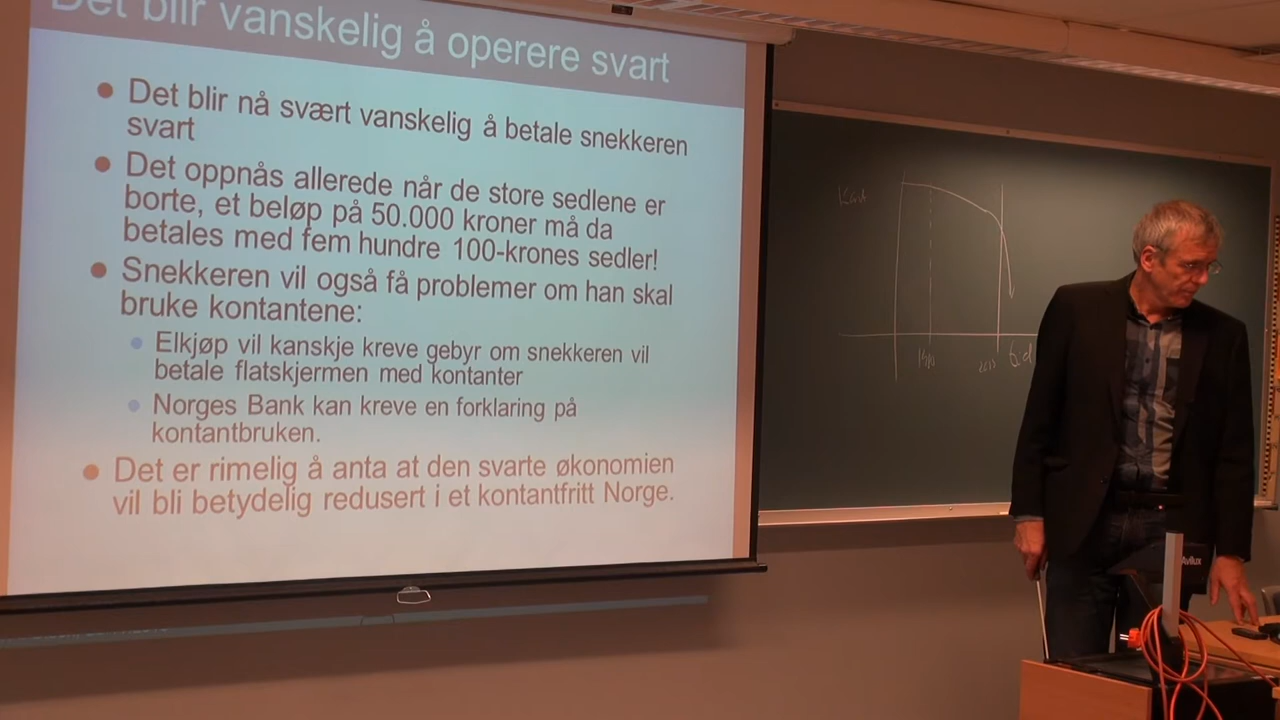 Det blir vanskelig å operere svart
Det blir nå svært vanskelig å betale snekkeren
svart
Det oppnås allerede når de store sedlene er
borte, et beløp på 50.000 kroner må da
betales med fem hundre 100-krones sedler!
Snekkeren vil også få problemer om han skal
bruke kontantene:
Elkjøp vil kanskje kreve gebyr om snekkeren vil
betale flatskjermen med kontanter
Norges Bank kan kreve en forklaring på
kontantbruken.
Det er rimelig å anta at den svarte økonomien
vil bli betydelig redusert i et kontantfritt Norge.